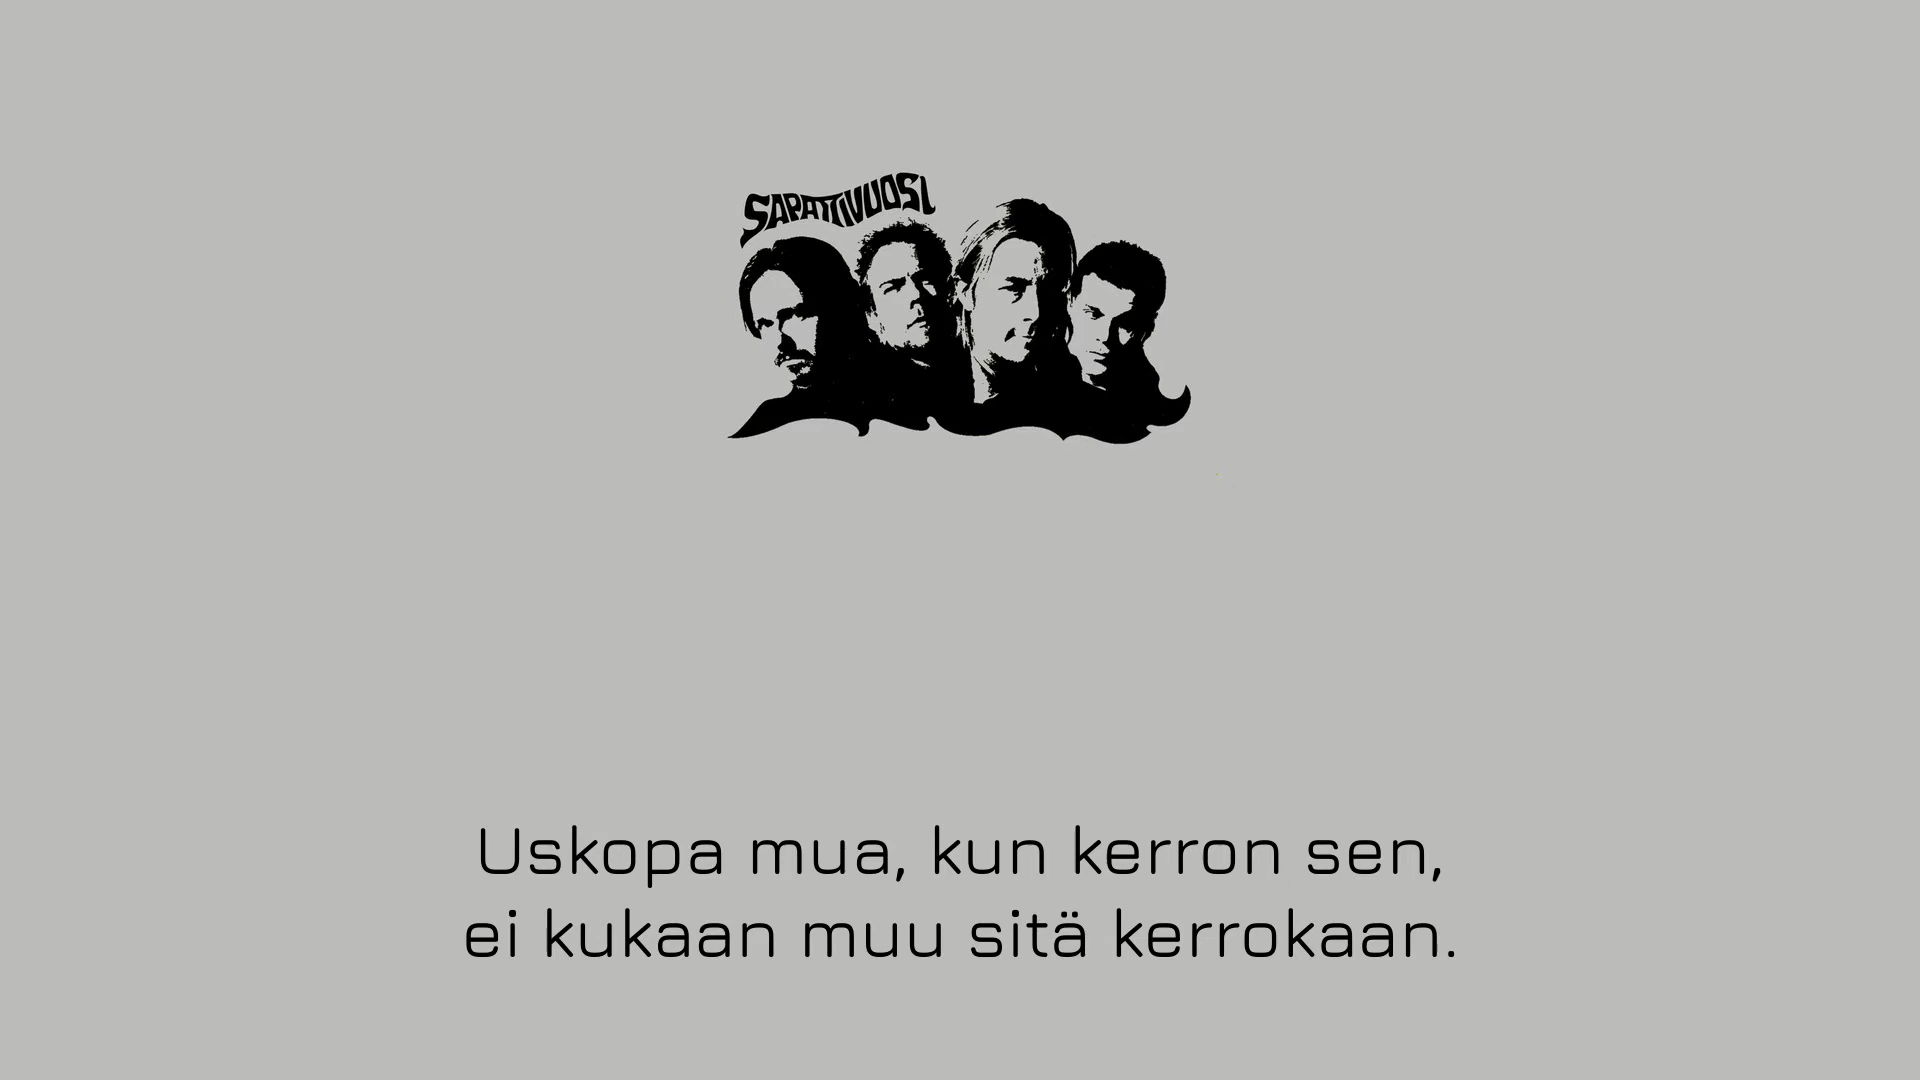 SAPATTIVUOSI
Uskopa mua, kun kerron sen,
ei kukaan muu sitä kerrokaan.